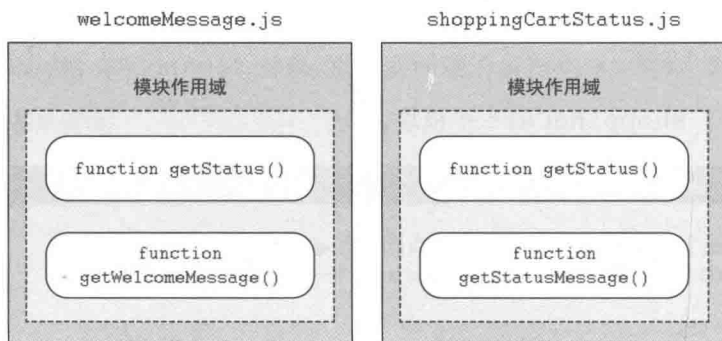 welcomeMessage.js
模块作用域
function getStatus()
function
getWelcomeMessage()
shoppingCartStatus.js
模块作用域
function getStatus()
function
getStatusMessage()